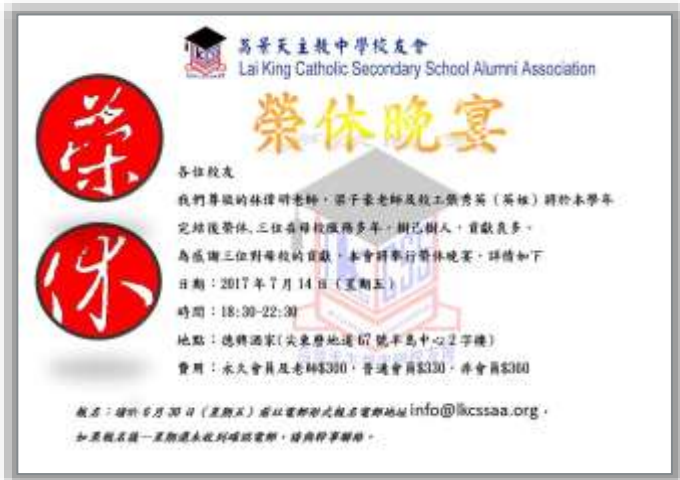 荔景天主教中學校友會
Lai King Catholic Secondary School Alumni Association
榮休晚宴
榮
休
各位校友
我們尊敬的林偉明老師、梁子豪老師及校工張秀英(英姐)將於本學年
完結後榮休,三位在母校服務多年,樹己樹人,貢獻良多。
為感謝三位對母校的貢獻,本會將舉行榮休晚宴,詳情如下
日期:2017年7月14日(星期五)
時間:18:30-22:30
地點:德興酒家(尖東麼地道67號半島中心2字樓)
費用:永久會員及老師$300,普通會員$330,非會員$360
報名:請於6月30日(星期五)前以電郵形式報名電郵地址info@lkcssaa.org。
如果報名後一星期還未收到確認電郵,請與幹事聯絡。